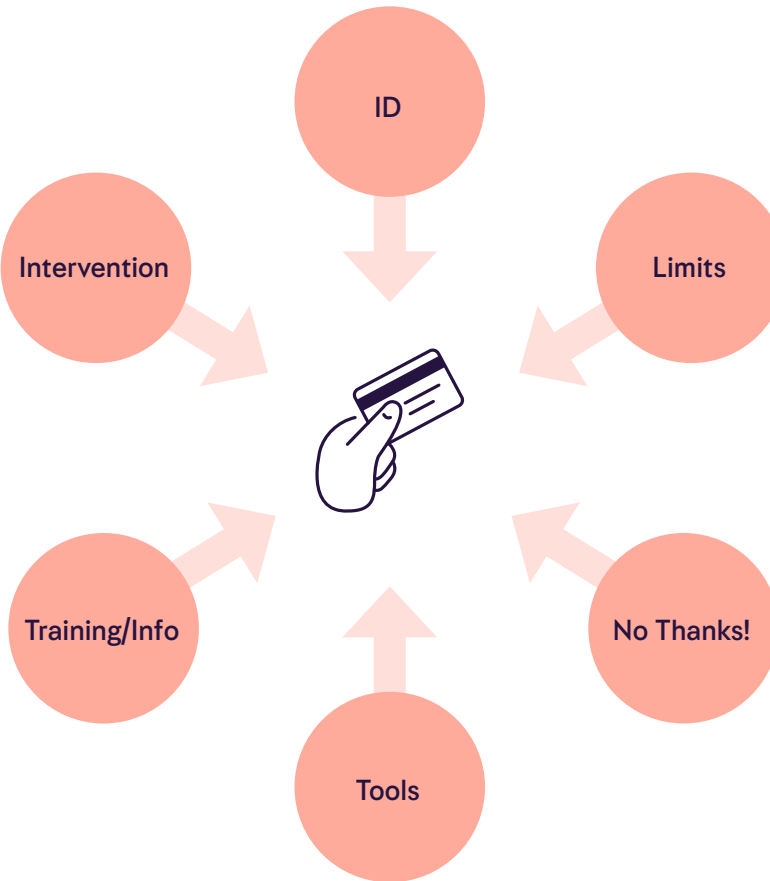 ID
Intervention
Limits
Training/Info
No Thanks!
Tools